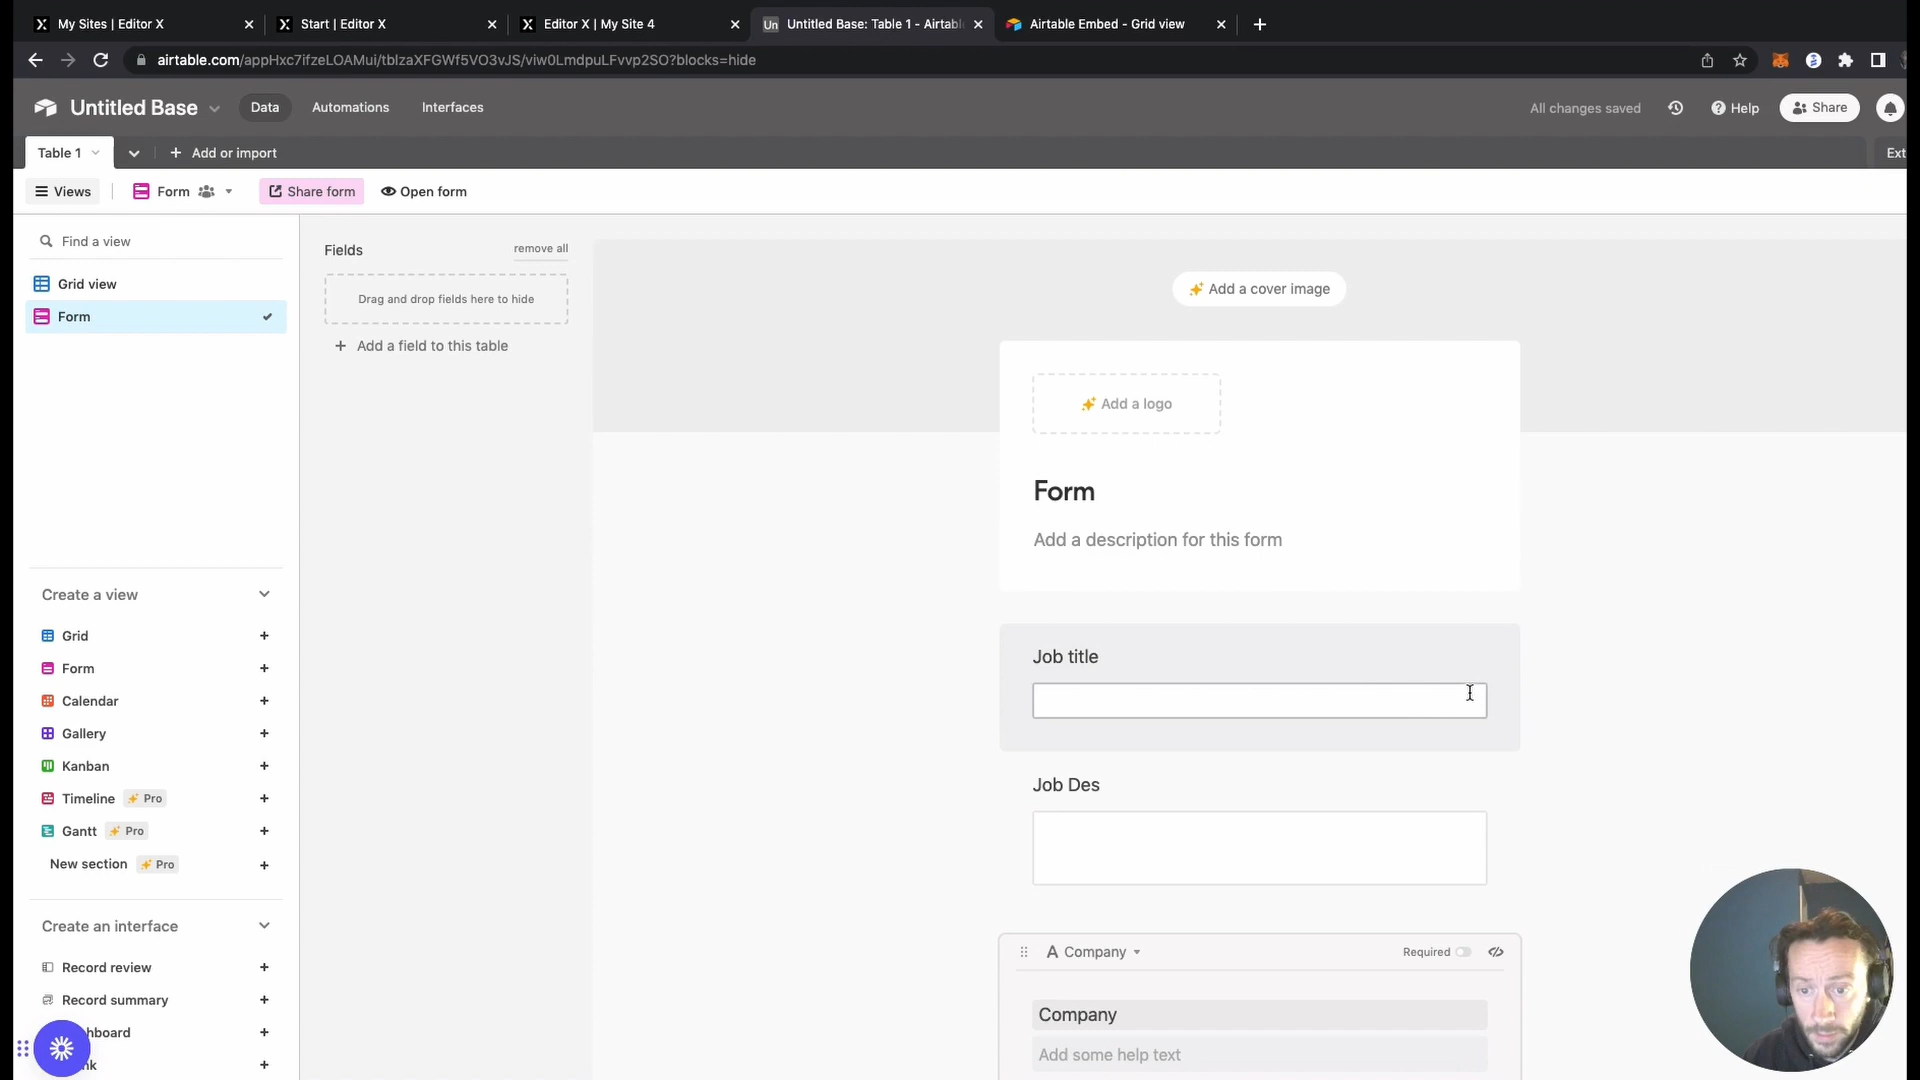 My Sites | Editor X
Start | Editor X
Editor X | My Site 4
Un Untitled Base: Table 1 - Airtabl
Airtable Embed - Grid view
airtable.com/appHxc7ifzeLOAMui/tblzaXFGWf5VO3vJS/viw0LmdpuLFvvp2SO?blocks=hide
Untitled Base
Data
Automations
Interfaces
All changes saved
Help
Share
Table 1
Add or import
Ext
Views
Form
Share form
Open form
Find a view
Grid view
Form
Fields
remove all
Drag and drop fields here to hide
Add a field to this table
Add a cover image
Add a logo
Form
Add a description for this form
Job title
Job Des
A Company
Required
Company
Add some help text
Create a view
Grid
Form
Calendar
Gallery
Kanban
Timeline Pro
Gantt Pro
New section Pro
Create an interface
Record review
Record summary
hboard
nk